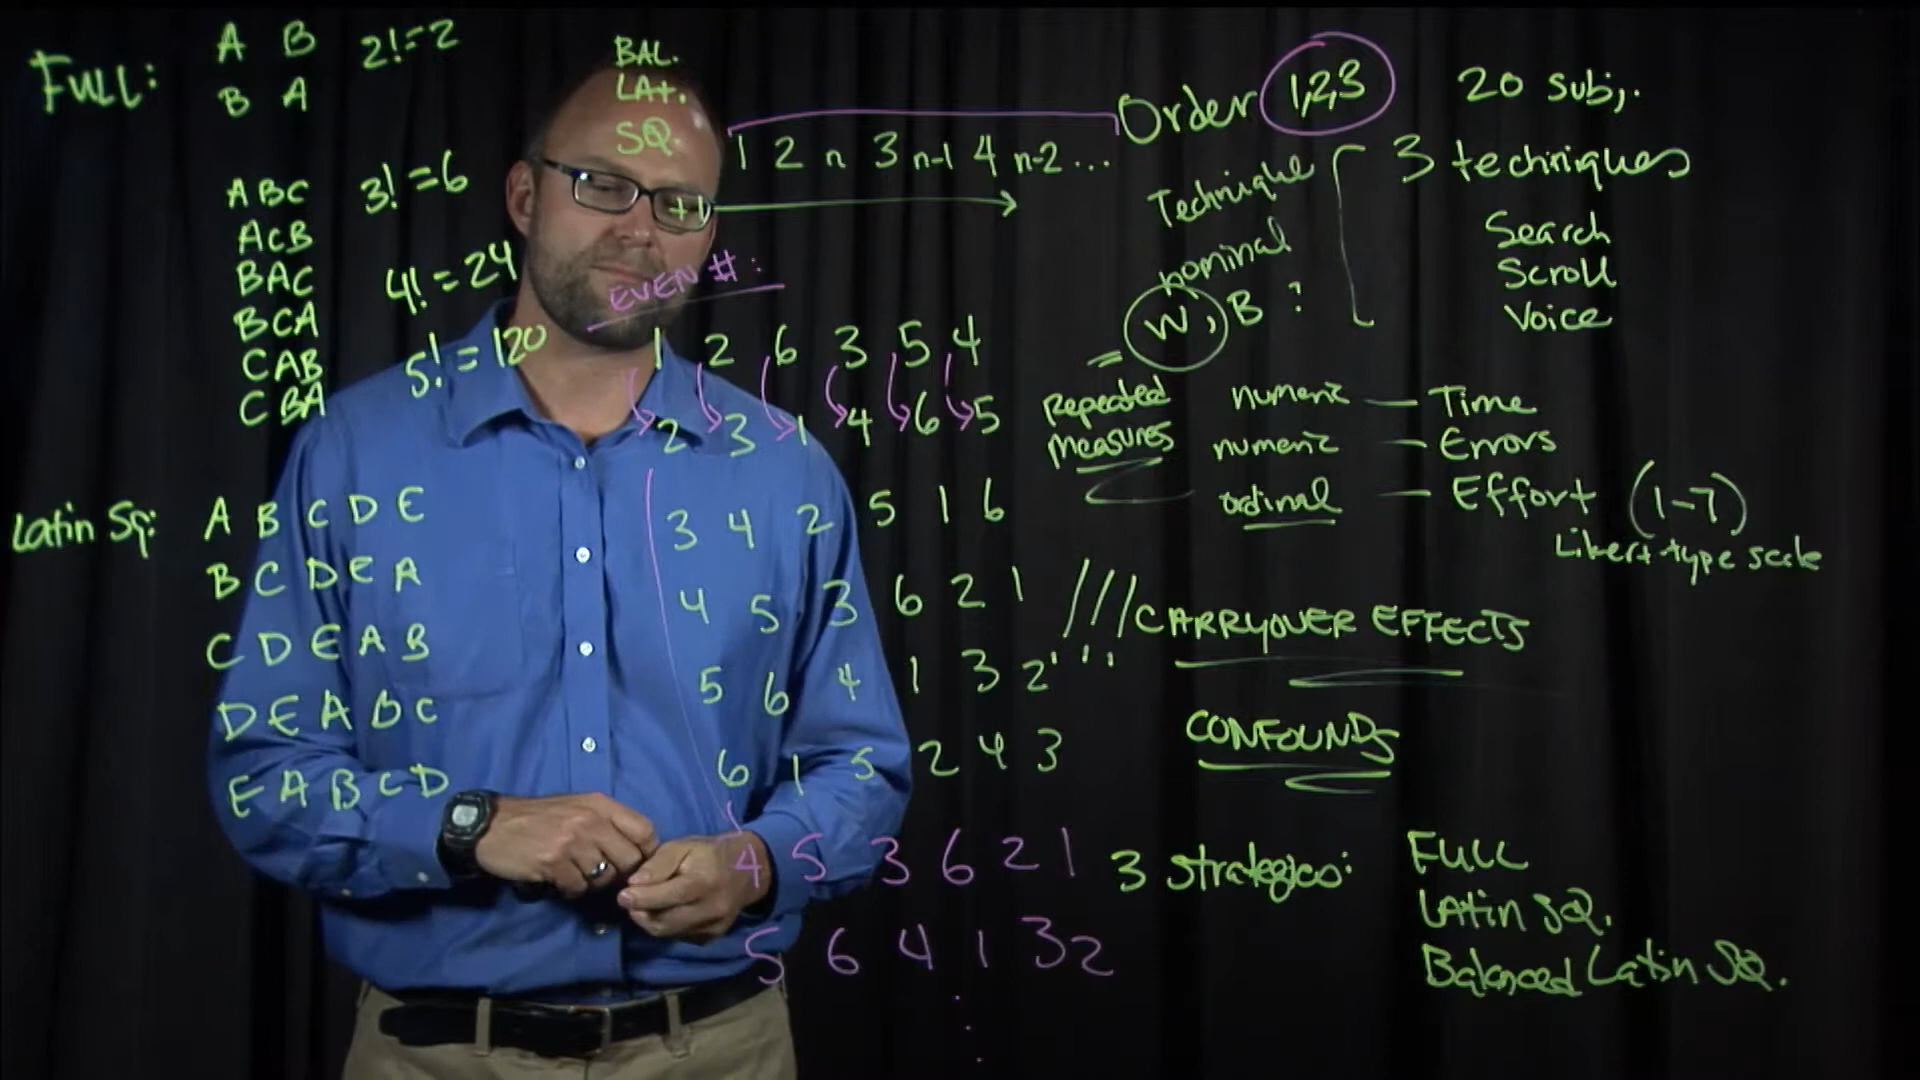 FULL:
A B
B A
2!=2
ABC
ACB
BAC
BCA
CAB
CBA
3!=6
4!=24
5!=120
Latin Sq:
A B C D E
B C D E A
C D E A B
D E A B C
E A B C D
BAL.
LAT.
SQ.
1 2 n 3 n-1 4 n-2 ...
+1
EVEN #:
1 2 6 3 5 4
2 3 1 4 6 5
3 4 2 5 1 6
4 5 3 6 2 1
5 6 4 1 3 2
6 1 5 2 4 3
4 5 3 6 2 1
5 6 4 1 3 2
Order 1,2,3
20 subj.
Technique
nominal
W, B ?
3 techniques
Search
Scroll
Voice
Repeated
Measures
numeric — Time
numeric — Errors
ordinal — Effort (1-7)
Likert-type scale
!!! CARRYOVER EFFECTS
CONFOUNDS
3 strategies:
FULL
Latin SQ.
Balanced Latin SQ.